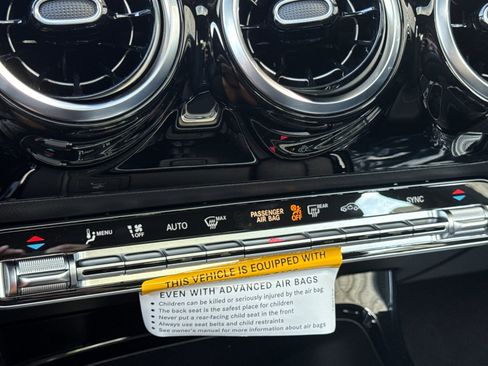 MENU
OFF
AUTO
MAX
PASSENGER
AIR BAG
OFF
REAR
SYNC
THIS VEHICLE IS EQUIPPED WITH
EVEN WITH ADVANCED AIR BAGS
• Children can be killed or seriously injured by the air bag
• The back seat is the safest place for children
• Never put a rear-facing child seat in the front
• Always use seat belts and child restraints
• See owner's manual for more information about air bags